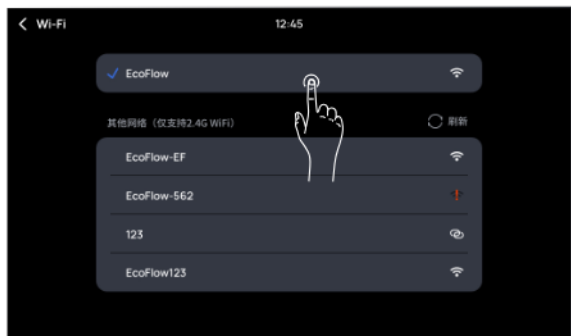 Wi-Fi
12:45
EcoFlow
其他网络（仅支持2.4G WiFi）
刷新
EcoFlow-EF
EcoFlow-562
123
EcoFlow123